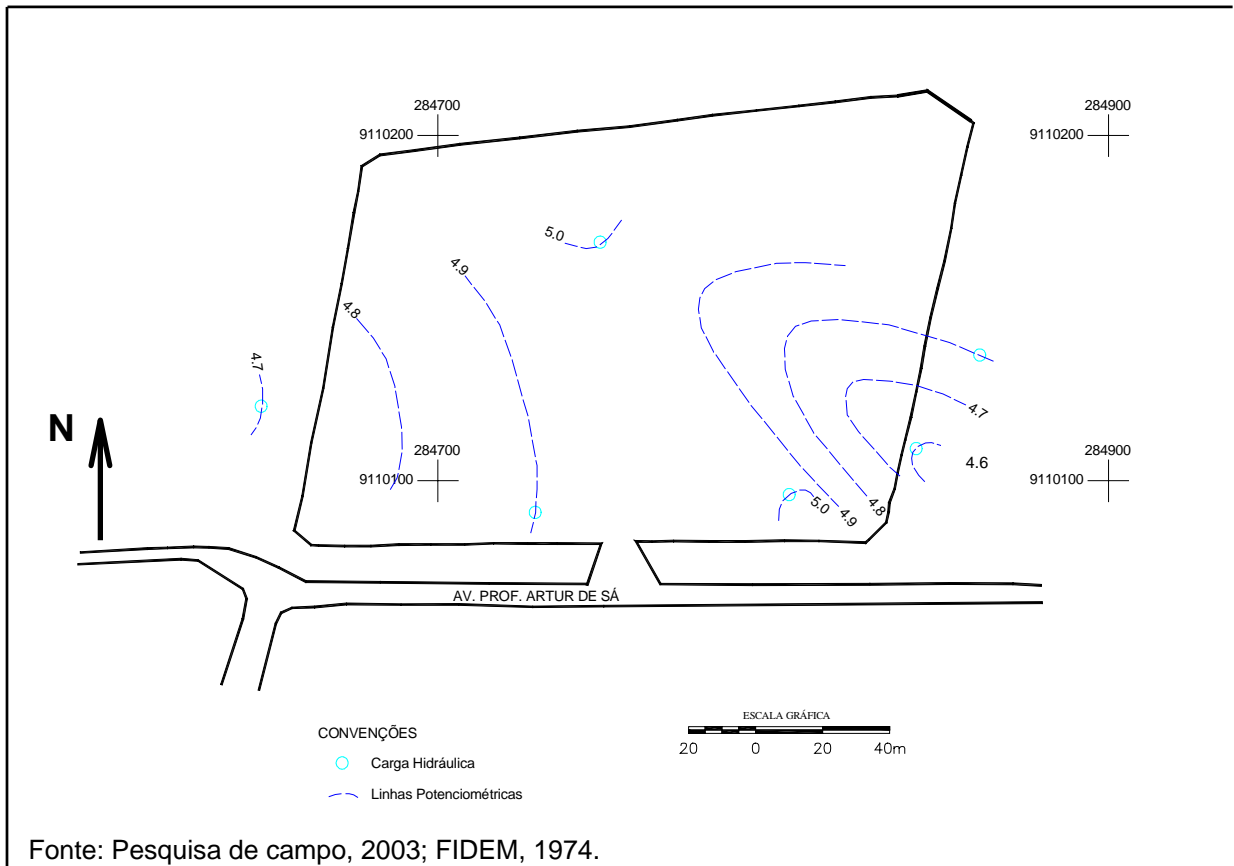 284700
284900
9110200
9110200
5.0
4.9
4.8
4.7
4.7
N
284700
284900
4.6
9110100
9110100
5.0
4.9
4.8
AV. PROF. ARTUR DE SÁ
ESCALA GRÁFICA
20 0 20 40m
CONVENÇÕES
Carga Hidráulica
Linhas Potenciométricas
Fonte: Pesquisa de campo, 2003; FIDEM, 1974.